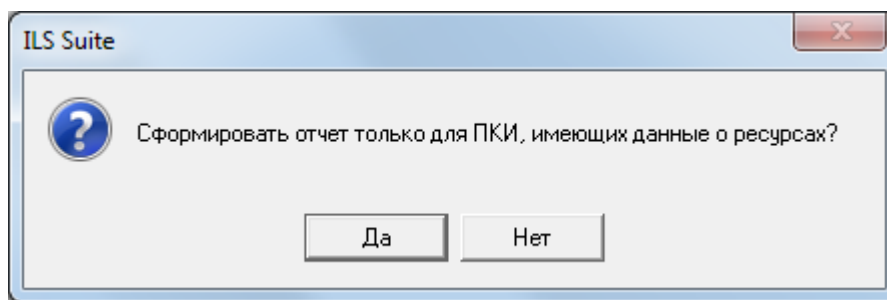 ILS Suite
Сформировать отчет только для ПКИ, имеющих данные о ресурсах?
Да
Нет